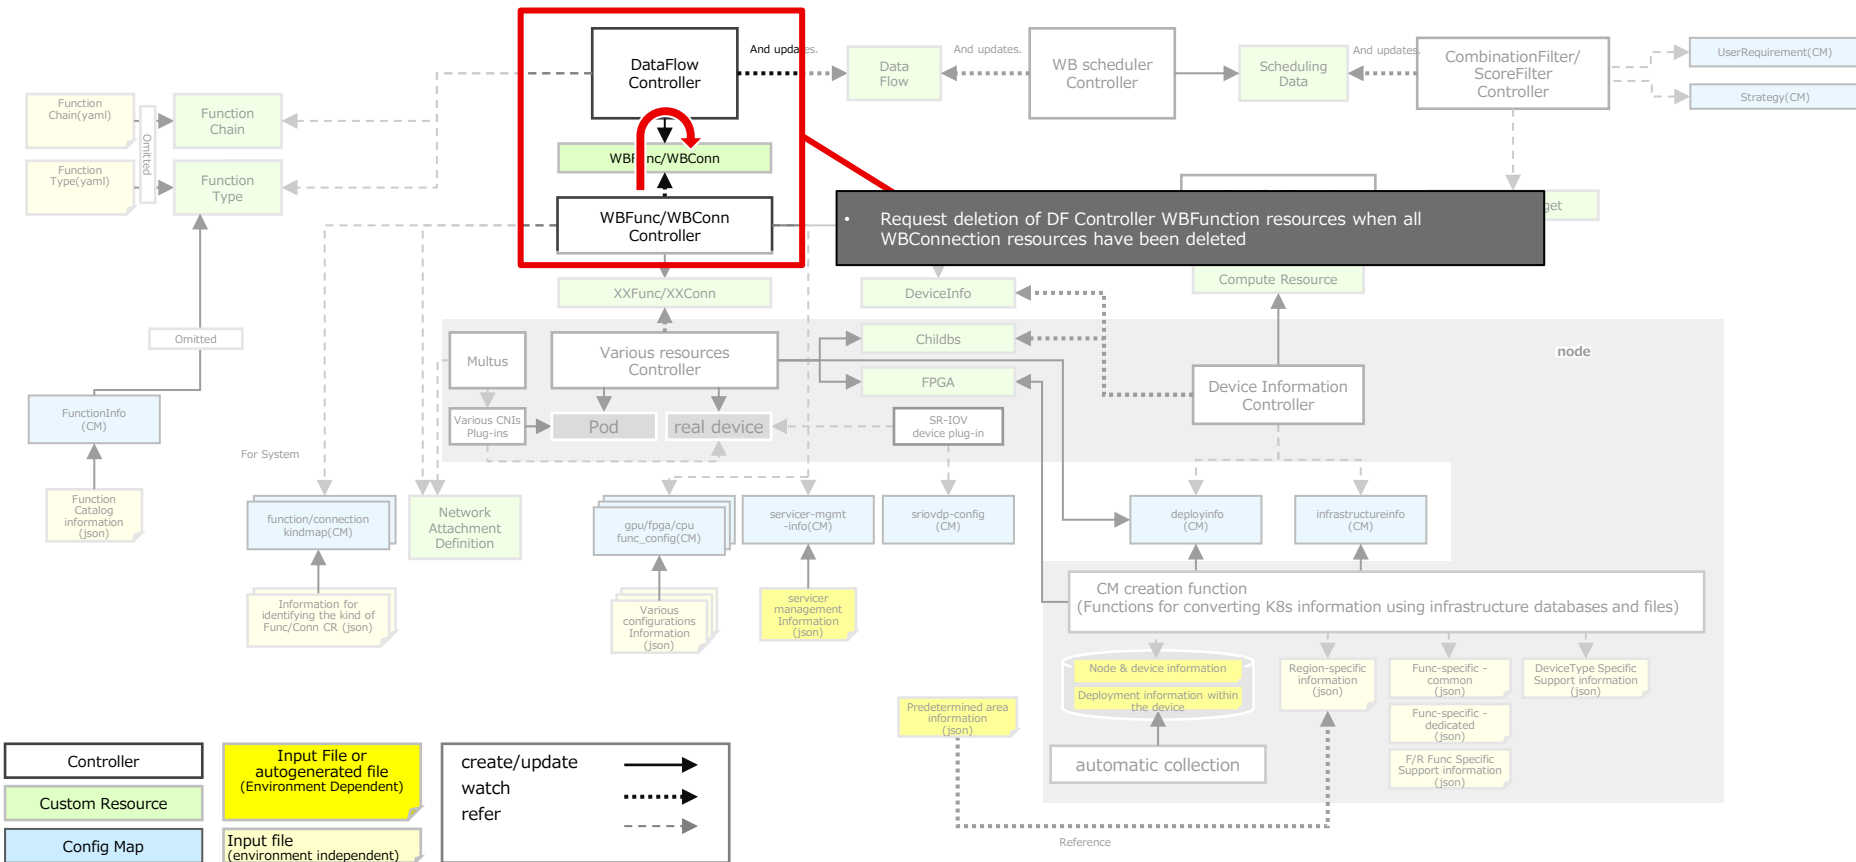 DataFlow
Controller
And updates.
Data
Flow
And updates.
WB scheduler
Controller
Scheduling
Data
And updates.
CombinationFilter/
ScoreFilter
Controller
UserRequirement(CM)
Strategy(CM)
Function
Chain(yaml)
Function
Chain
Omitted
Function
Type(yaml)
Function
Type
WBFunc/WBConn
WBFunc/WBConn
Controller
• Request deletion of DF Controller WBFunction resources when all
WBConnection resources have been deleted
get
XXFunc/XXConn
DeviceInfo
Compute Resource
Omitted
Multus
Various resources
Controller
Childbs
FPGA
node
Device Information
Controller
FunctionInfo
(CM)
Various CNIs
Plug-ins
Pod
real device
SR-IOV
device plug-in
For System
Function
Catalog
information
(json)
function/connection
kindmap(CM)
Network
Attachment
Definition
gpu/fpga/cpu
func_config(CM)
servicer-mgmt
-info(CM)
sriovdp-config
(CM)
deployinfo
(CM)
infrastructureinfo
(CM)
Information for
identifying the kind of
Func/Conn CR (json)
Various
configurations
Information
(json)
servicer
management
Information
(json)
CM creation function
(Functions for converting K8s information using infrastructure databases and files)
Node & device information
Deployment information within
the device
Region-specific
information
(json)
Func-specific -
common
(json)
DeviceType Specific
Support information
(json)
Predetermined area
information
(json)
Func-specific -
dedicated
(json)
automatic collection
F/R Func Specific
Support information
(json)
Reference
Controller
Custom Resource
Config Map
Input File or
autogenerated file
(Environment Dependent)
Input file
(environment independent)
create/update
watch
refer